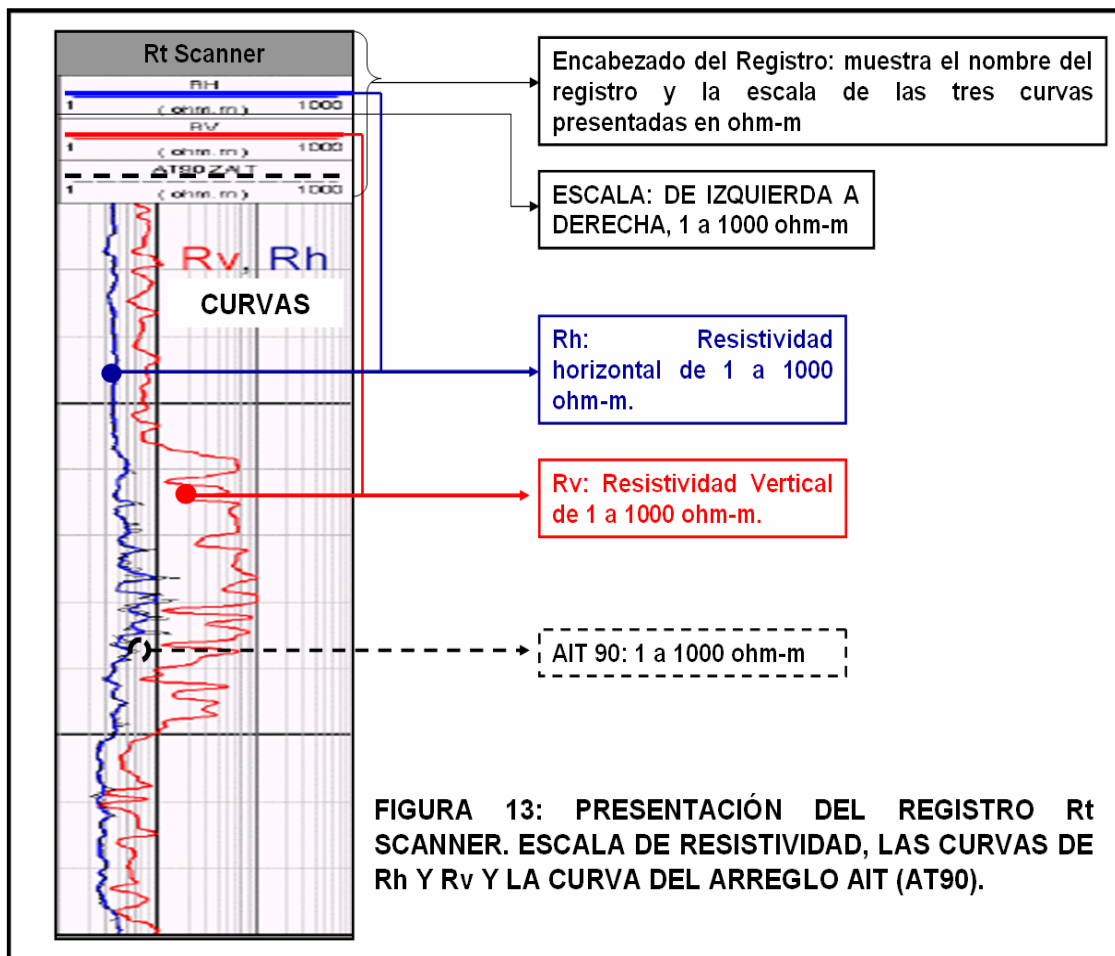 Rt Scanner
RH
1 ( ohm.m ) 1000
RV
1 ( ohm.m ) 1000
AT90 ZALT
1 ( ohm.m ) 1000
Rv, Rh
CURVAS
Encabezado del Registro: muestra el nombre del
registro y la escala de las tres curvas
presentadas en ohm-m
ESCALA: DE IZQUIERDA A
DERECHA, 1 a 1000 ohm-m
Rh: Resistividad
horizontal de 1 a 1000
ohm-m.
Rv: Resistividad Vertical
de 1 a 1000 ohm-m.
AIT 90: 1 a 1000 ohm-m
FIGURA 13: PRESENTACIÓN DEL REGISTRO Rt
SCANNER. ESCALA DE RESISTIVIDAD, LAS CURVAS DE
Rh Y Rv Y LA CURVA DEL ARREGLO AIT (AT90).